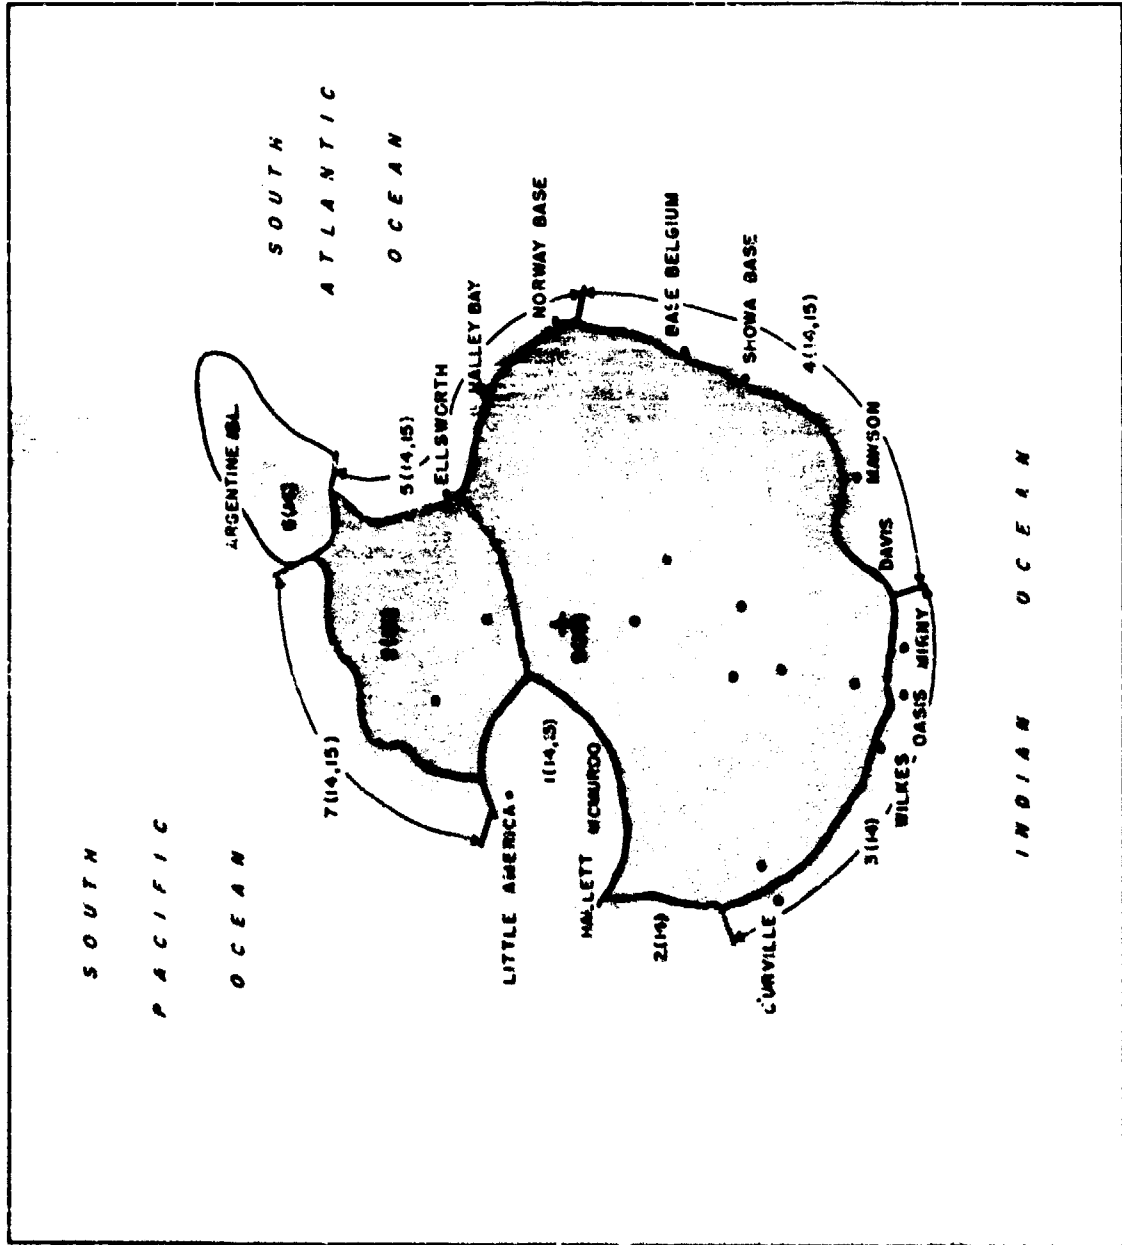 SOUTH
PACIFIC
OCEAN
SOUTH
ATLANTIC
OCEAN
ARGENTINE ISL.
7(14,15)
5(14,15)
ELLSWORTH
HALLEY BAY
NORWAY BASE
LITTLE AMERICA
1(14,15)
HALLETT
MCMURDO
2(14)
BASE BELGIUM
SHOWA BASE
4(14,15)
MAWSON
DAVIS
MIRNY
OASIS
WILKES
3(14)
INDIAN OCEAN